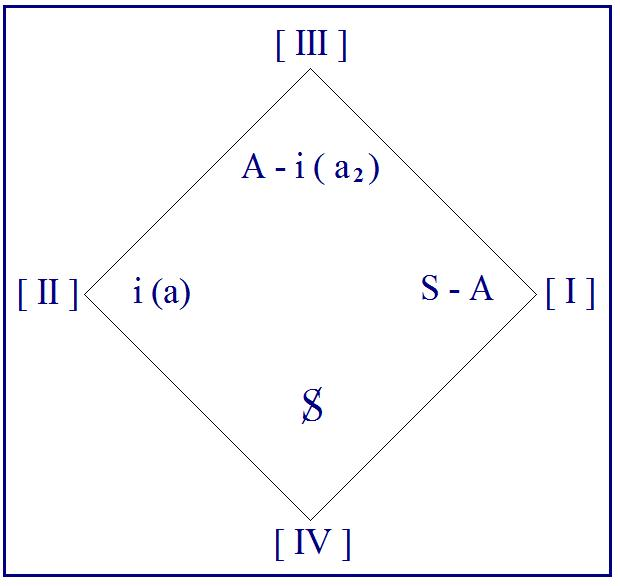 [ III ]
A - i ( a₂ )
[ II ] i (a) S - A [ I ]
$
[ IV ]